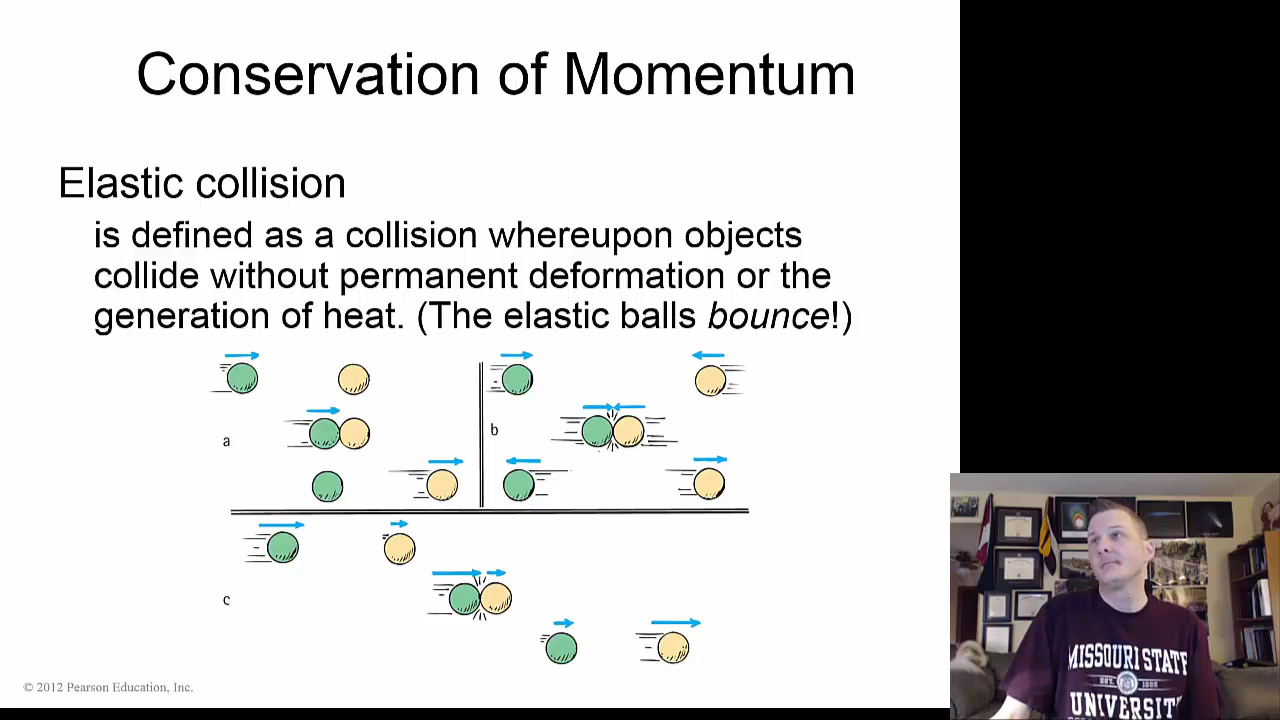 Conservation of Momentum
Elastic collision
is defined as a collision whereupon objects
collide without permanent deformation or the
generation of heat. (The elastic balls bounce!)
a
b
c
© 2012 Pearson Education, Inc.
MISSOURI STATE
UNIVERSITY